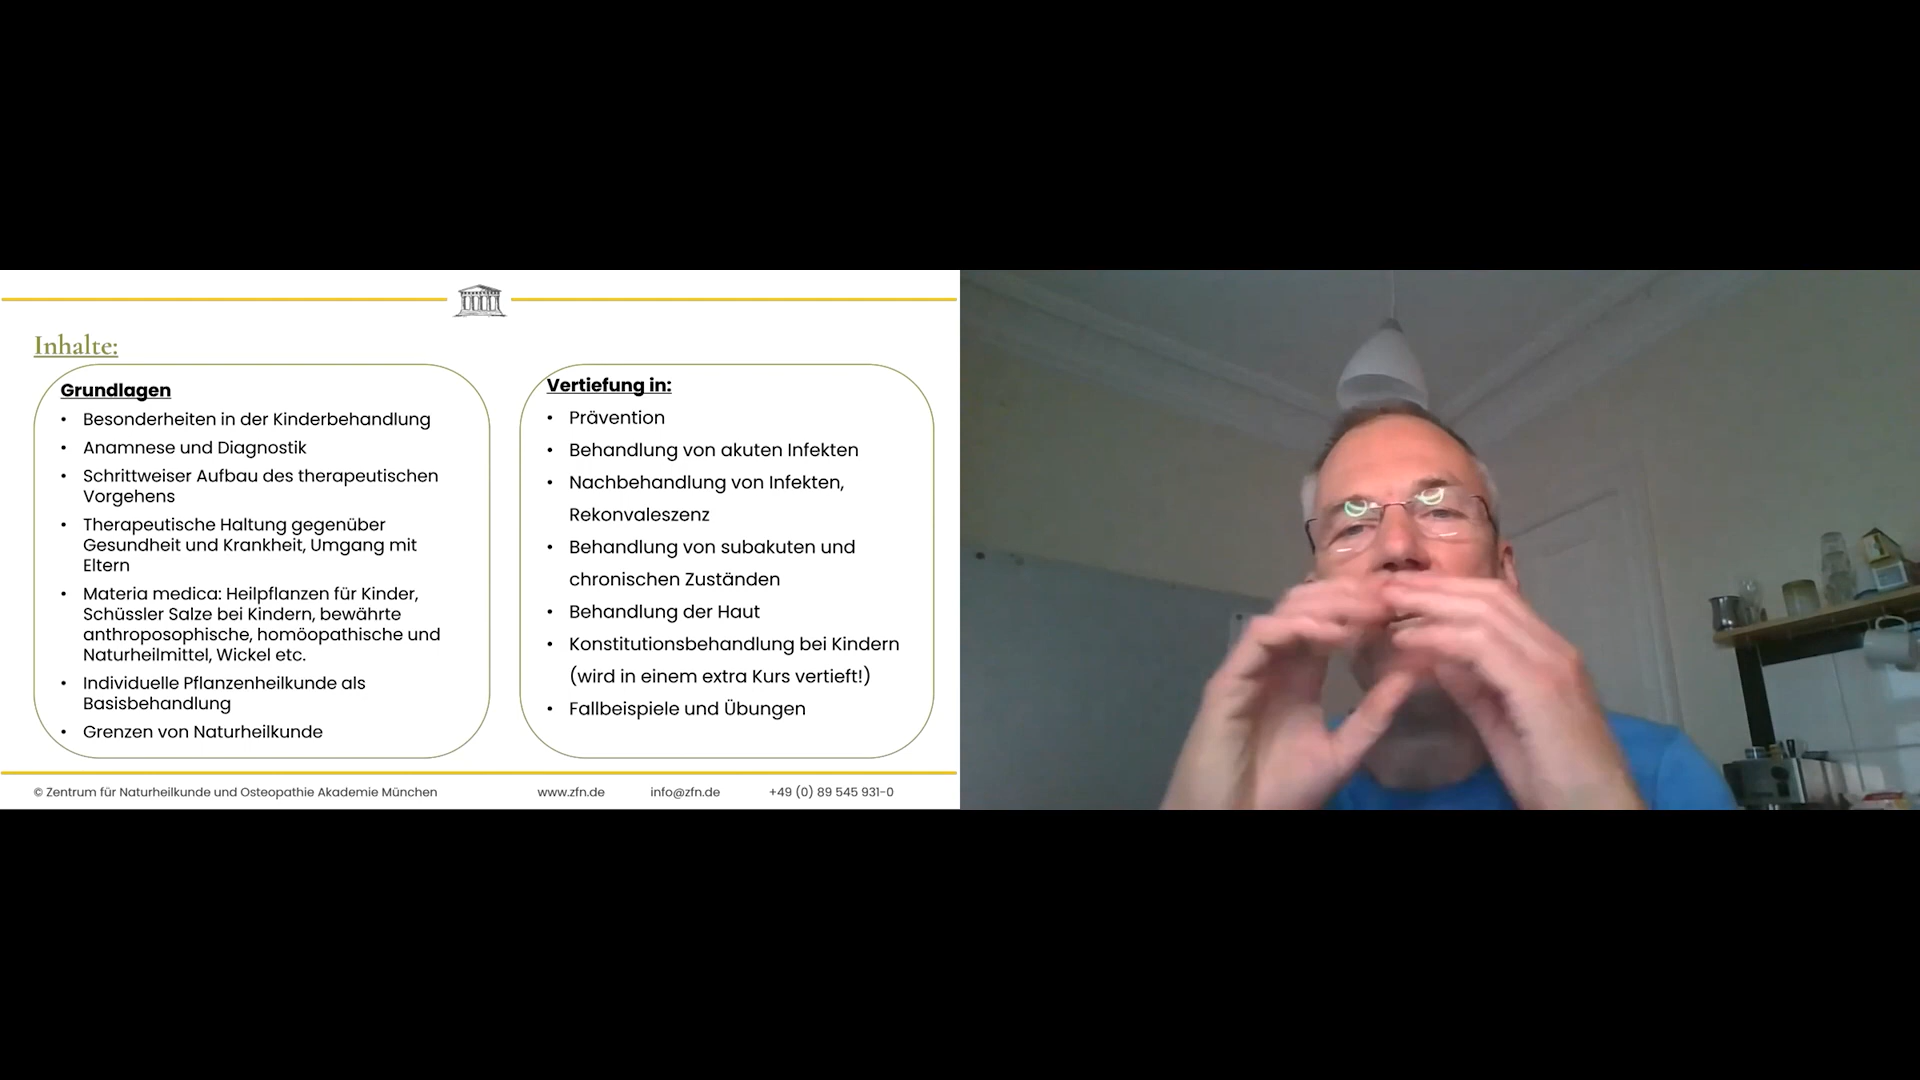 Inhalte:
Grundlagen
• Besonderheiten in der Kinderbehandlung
• Anamnese und Diagnostik
• Schrittweiser Aufbau des therapeutischen
Vorgehens
• Therapeutische Haltung gegenüber
Gesundheit und Krankheit, Umgang mit
Eltern
• Materia medica: Heilpflanzen für Kinder,
Schüssler Salze bei Kindern, bewährte
anthroposophische, homöopathische und
Naturheilmittel, Wickel etc.
• Individuelle Pflanzenheilkunde als
Basisbehandlung
• Grenzen von Naturheilkunde
Vertiefung in:
• Prävention
• Behandlung von akuten Infekten
• Nachbehandlung von Infekten,
Rekonvaleszenz
• Behandlung von subakuten und
chronischen Zuständen
• Behandlung der Haut
• Konstitutionsbehandlung bei Kindern
(wird in einem extra Kurs vertieft!)
• Fallbeispiele und Übungen
© Zentrum für Naturheilkunde und Osteopathie Akademie München www.zfn.de info@zfn.de +49 (0) 89 545 931-0